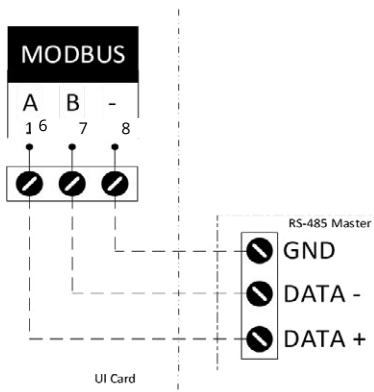 MODBUS
A B -
16 7 8
RS-485 Master
GND
DATA -
DATA +
UI Card